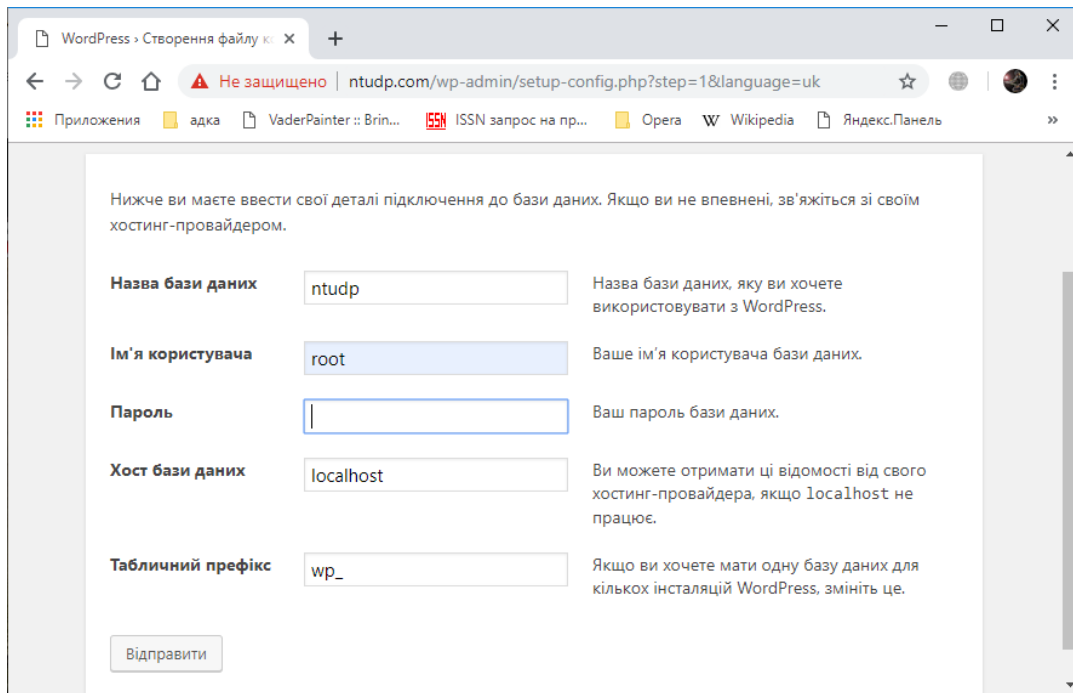 WordPress › Створення файлу ко
Не защищено | ntudp.com/wp-admin/setup-config.php?step=1&language=uk
Приложения адка VaderPainter :: Brin... ISSN ISSN запрос на пр... Opera W Wikipedia Яндекс.Панель »
Нижче ви маєте ввести свої деталі підключення до бази даних. Якщо ви не впевнені, зв'яжіться зі своїм
хостинг-провайдером.
Назва бази даних
ntudp
Назва бази даних, яку ви хочете
використовувати з WordPress.
Ім'я користувача
root
Ваше ім'я користувача бази даних.
Пароль
Ваш пароль бази даних.
Хост бази даних
localhost
Ви можете отримати ці відомості від свого
хостинг-провайдера, якщо localhost не
працює.
Табличний префікс
wp_
Якщо ви хочете мати одну базу даних для
кількох інсталяцій WordPress, змініть це.
Відправити